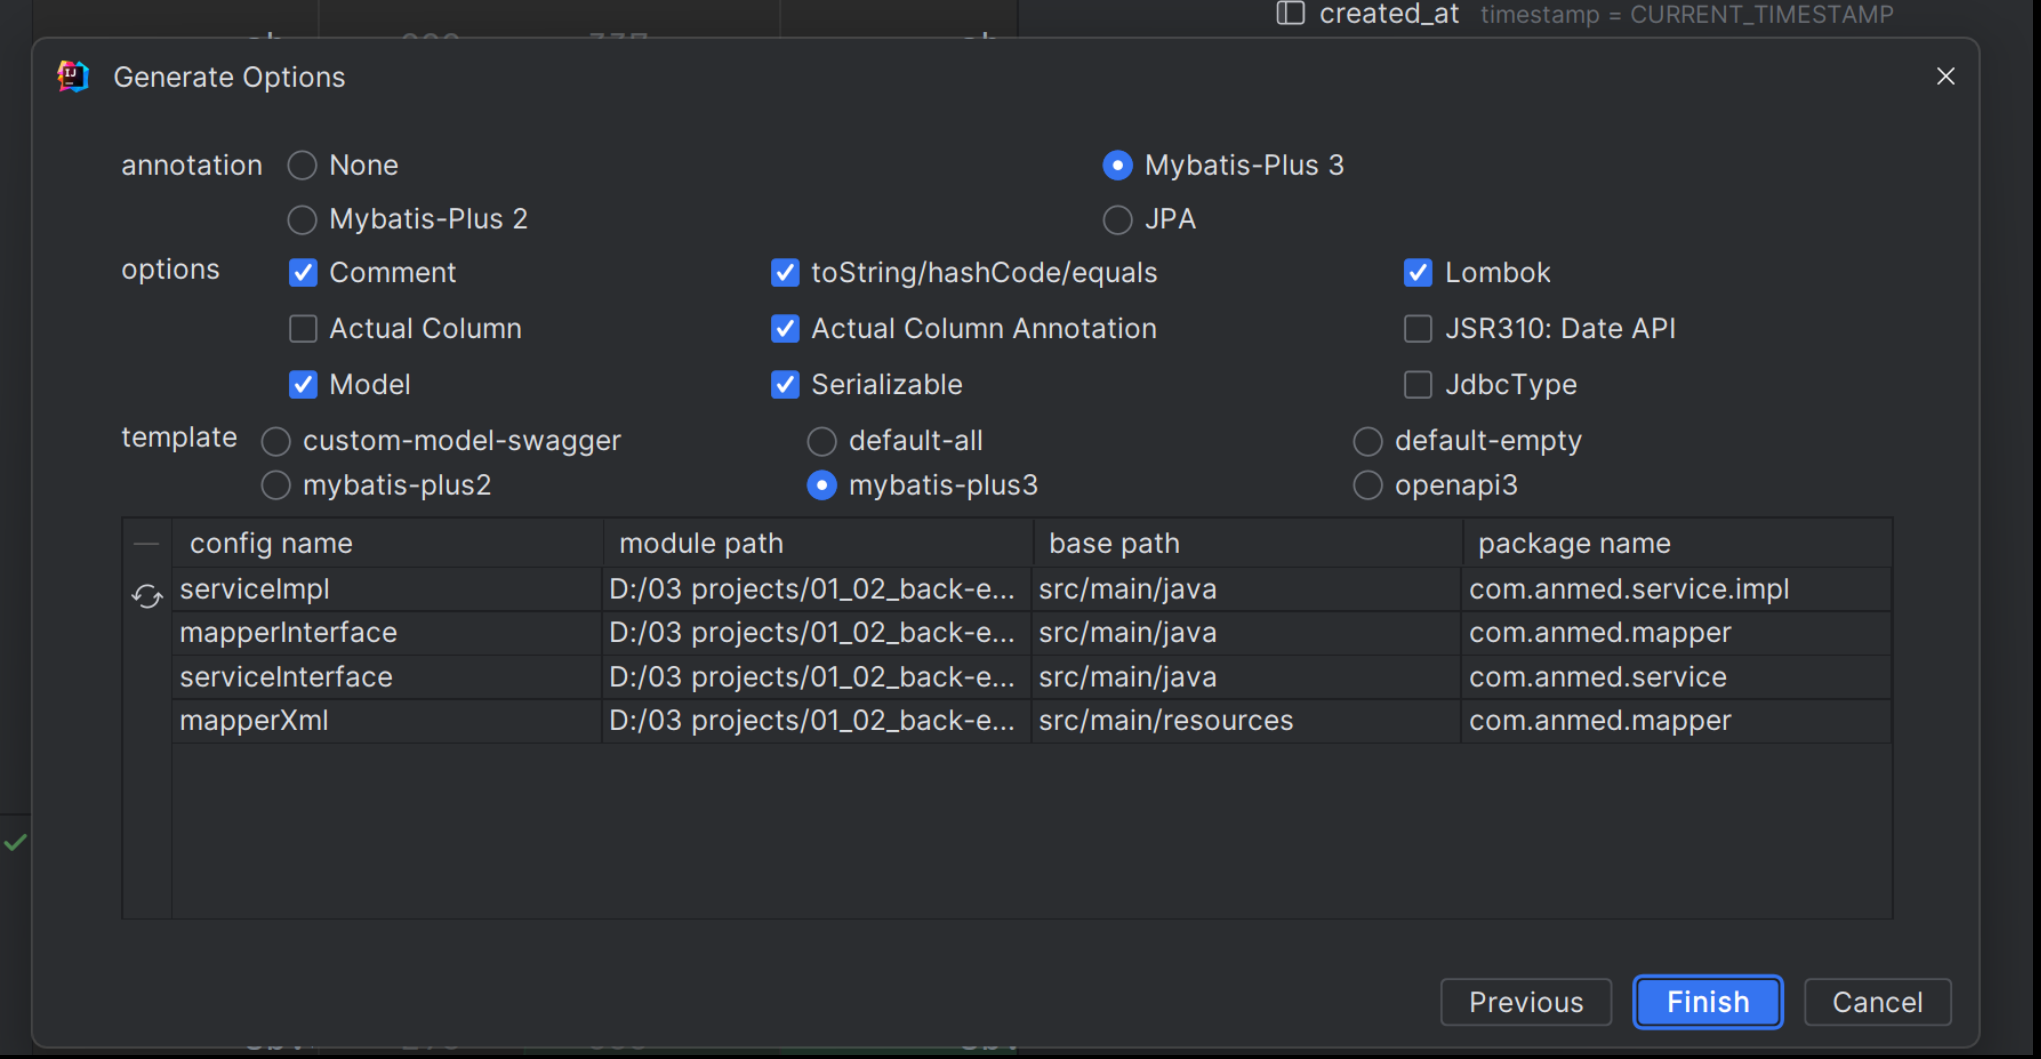 created_at timestamp = CURRENT_TIMESTAMP
Generate Options
annotation None Mybatis-Plus 3
Mybatis-Plus 2 JPA
options Comment toString/hashCode/equals Lombok
Actual Column Actual Column Annotation JSR310: Date API
Model Serializable JdbcType
template custom-model-swagger default-all default-empty
mybatis-plus2 mybatis-plus3 openapi3
config name module path base path package name
serviceImpl D:/03 projects/01_02_back-e... src/main/java com.anmed.service.impl
mapperInterface D:/03 projects/01_02_back-e... src/main/java com.anmed.mapper
serviceInterface D:/03 projects/01_02_back-e... src/main/java com.anmed.service
mapperXml D:/03 projects/01_02_back-e... src/main/resources com.anmed.mapper
Previous Finish Cancel